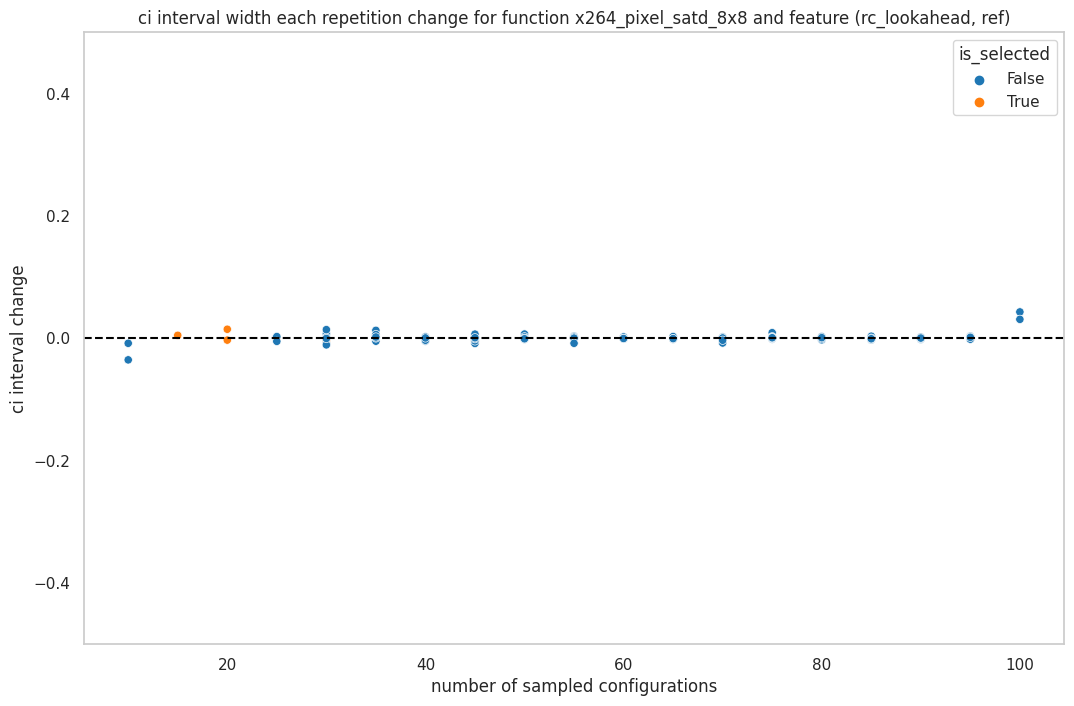 ci interval width each repetition change for function x264_pixel_satd_8x8 and feature (rc_lookahead, ref)
is_selected
False
True
0.4
0.2
0.0
−0.2
−0.4
ci interval change
20 40 60 80 100
number of sampled configurations